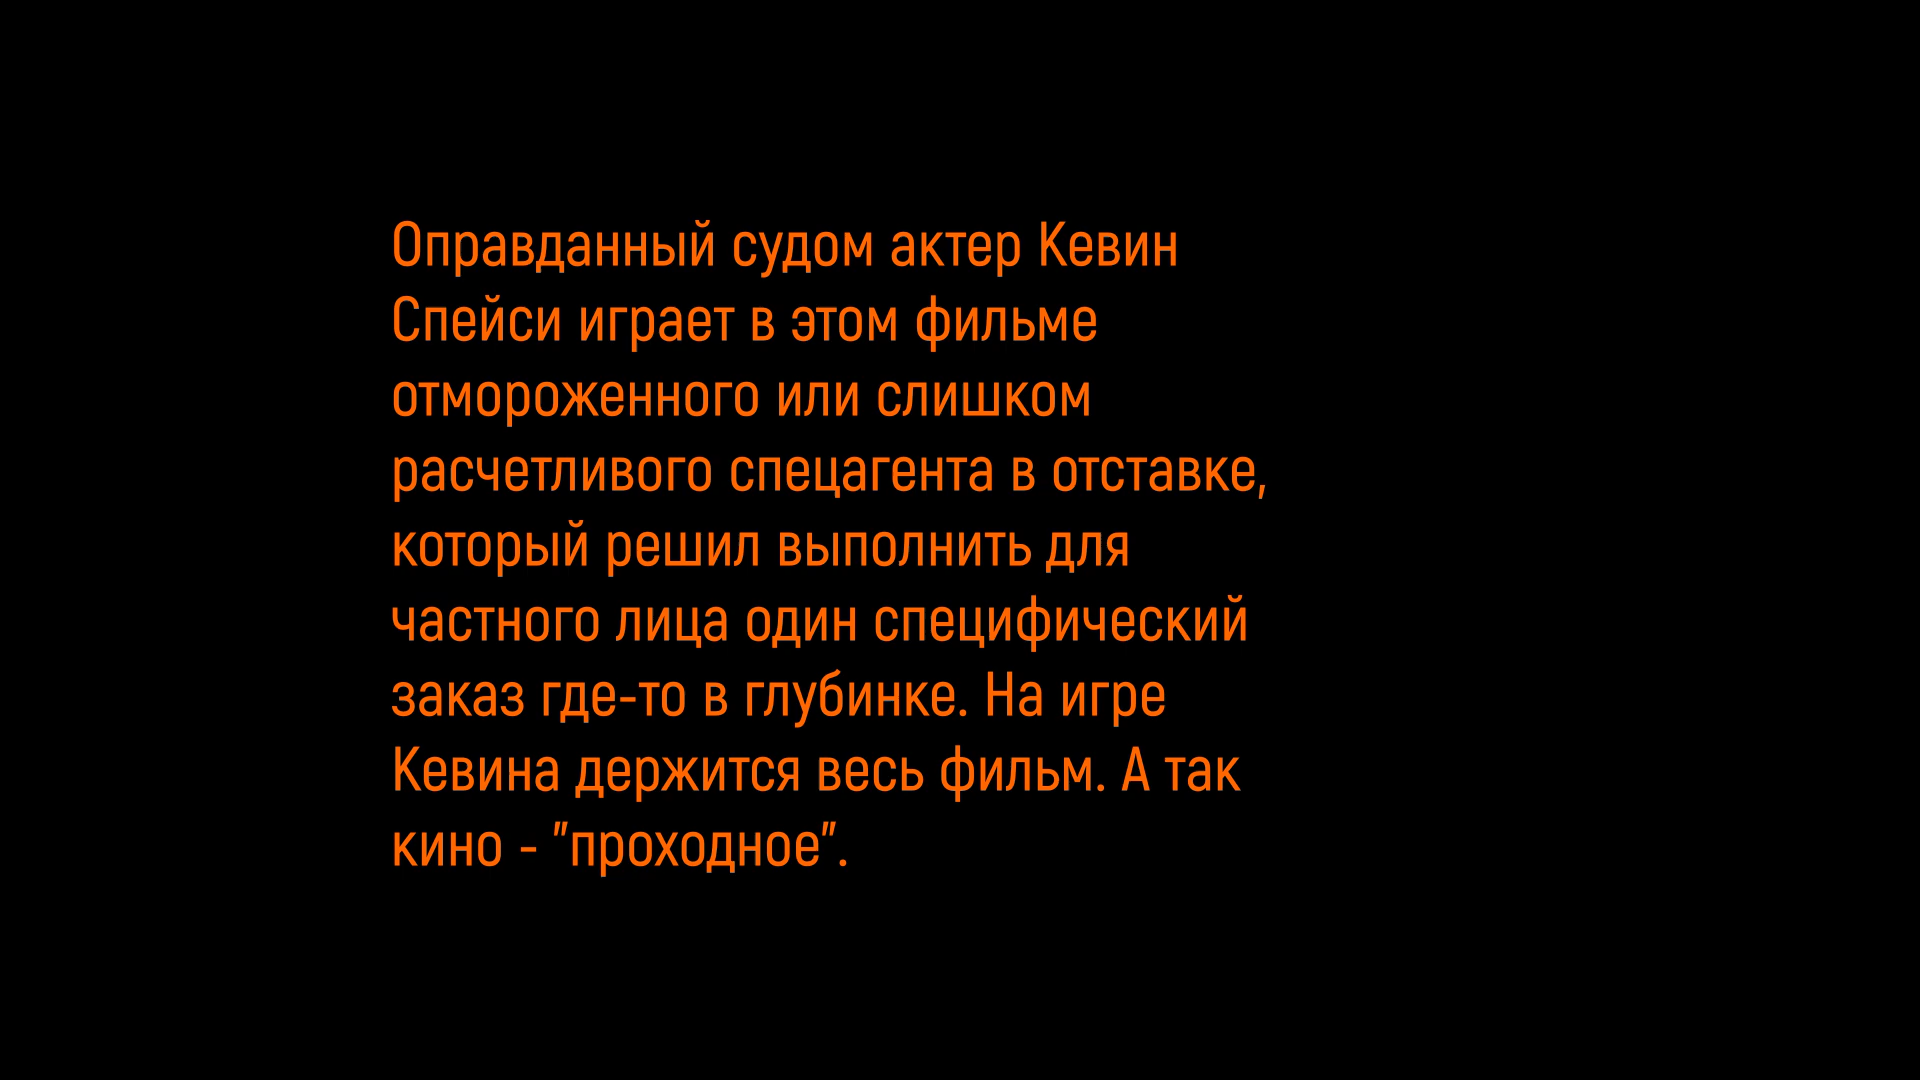 Оправданный судом актер Кевин
Спейси играет в этом фильме
отмороженного или слишком
расчетливого спецагента в отставке,
который решил выполнить для
частного лица один специфический
заказ где-то в глубинке. На игре
Кевина держится весь фильм. А так
кино - "проходное".